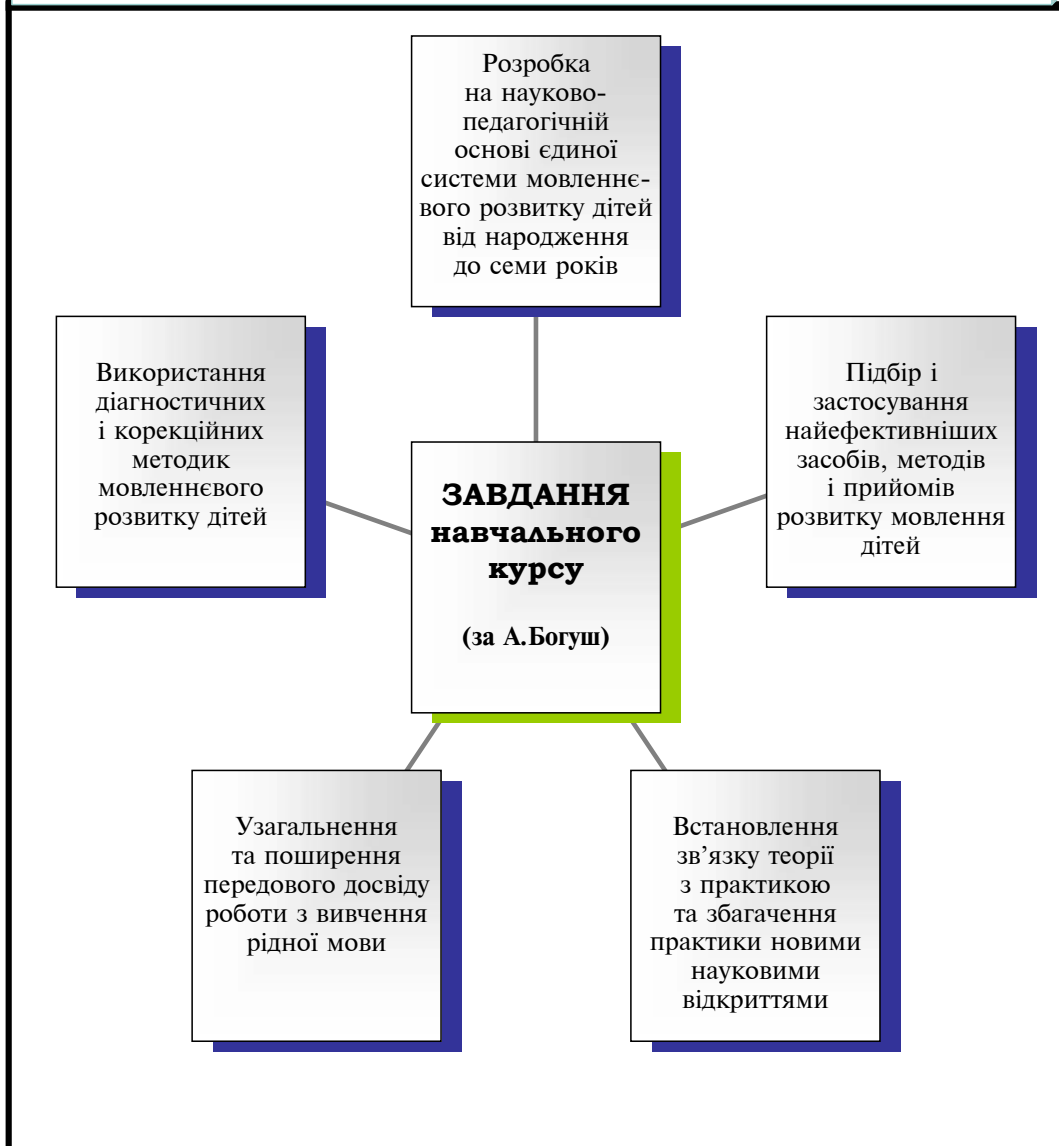 Розробка
на науково-
педагогічній
основі єдиної
системи мовленнє-
вого розвитку дітей
від народження
до семи років
Використання
діагностичних
і корекційних
методик
мовленнєвого
розвитку дітей
Підбір і
застосування
найефективніших
засобів, методів
і прийомів
розвитку мовлення
дітей
ЗАВДАННЯ
навчального
курсу
(за А.Богуш)
Узагальнення
та поширення
передового досвіду
роботи з вивчення
рідної мови
Встановлення
зв’язку теорії
з практикою
та збагачення
практики новими
науковими
відкриттями